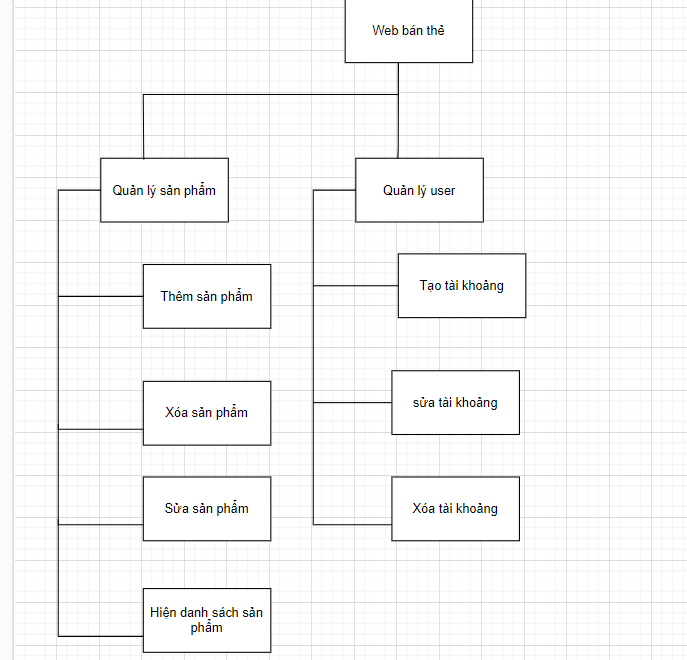 Web bán thẻ
Quản lý sản phẩm
Quản lý user
Thêm sản phẩm
Tạo tài khoảng
Xóa sản phẩm
sửa tài khoảng
Sửa sản phẩm
Xóa tài khoảng
Hiện danh sách sản
phẩm